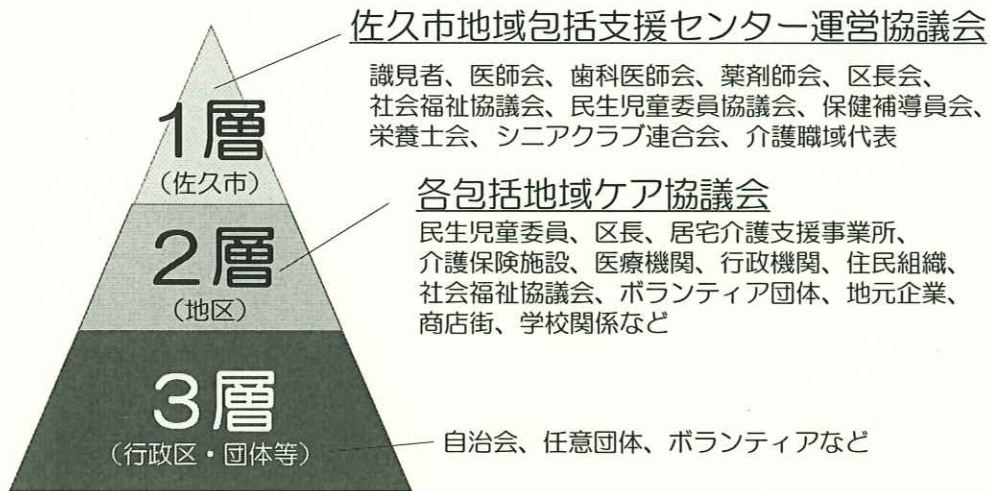 佐久市地域包括支援センター運営協議会
識見者、医師会、歯科医師会、薬剤師会、区長会、
社会福祉協議会、民生児童委員協議会、保健補導員会、
栄養士会、シニアクラブ連合会、介護職域代表
1層
(佐久市)
各包括地域ケア協議会
民生児童委員、区長、居宅介護支援事業所、
介護保険施設、医療機関、行政機関、住民組織、
社会福祉協議会、ボランティア団体、地元企業、
商店街、学校関係など
2層
(地区)
3層
(行政区・団体等)
自治会、任意団体、ボランティアなど